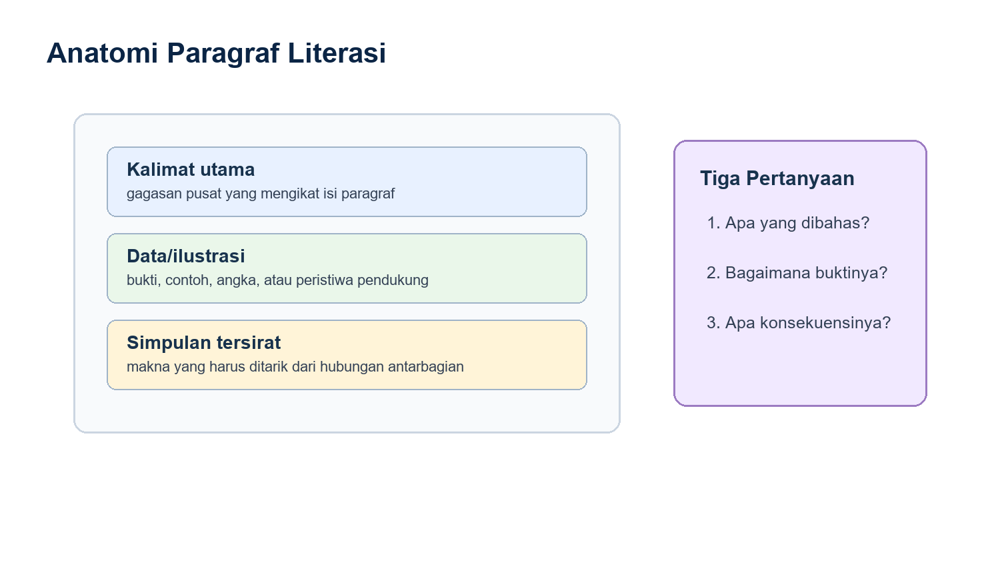 Anatomi Paragraf Literasi
Kalimat utama
gagasan pusat yang mengikat isi paragraf
Data/ilustrasi
bukti, contoh, angka, atau peristiwa pendukung
Simpulan tersirat
makna yang harus ditarik dari hubungan antarbagian
Tiga Pertanyaan
1. Apa yang dibahas?
2. Bagaimana buktinya?
3. Apa konsekuensinya?